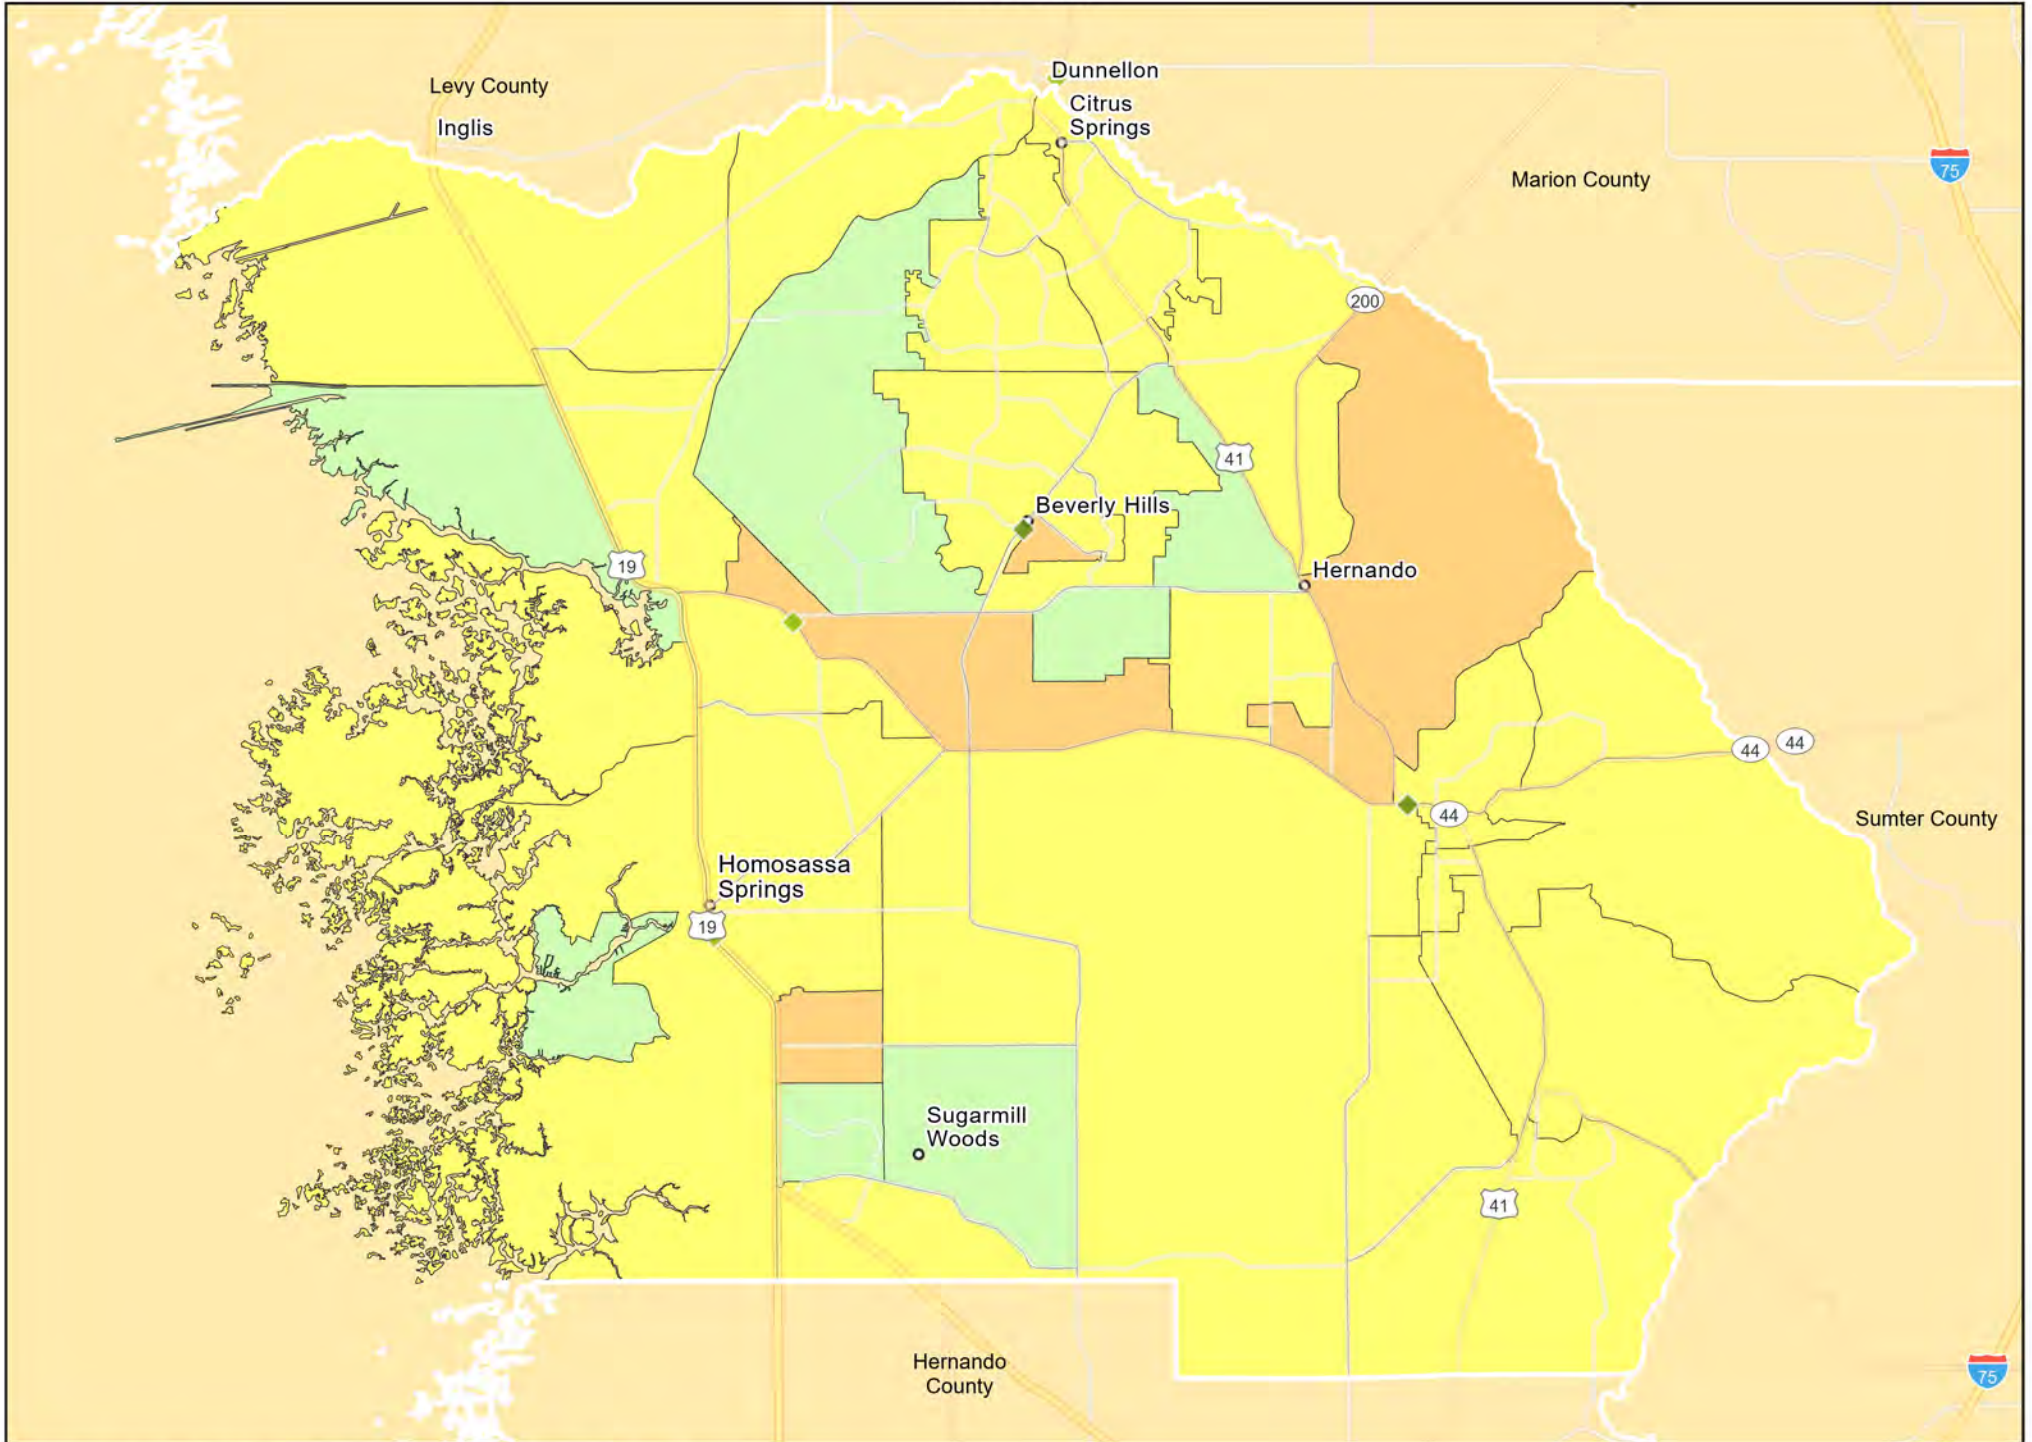 Dunnellon
Levy County
Citrus
Springs
Inglis
75
Marion County
200
41
Beverly Hills
19
Hernando
44
44
44
Sumter County
Homosassa
Springs
19
Sugarmill
Woods
41
Hernando
County
75